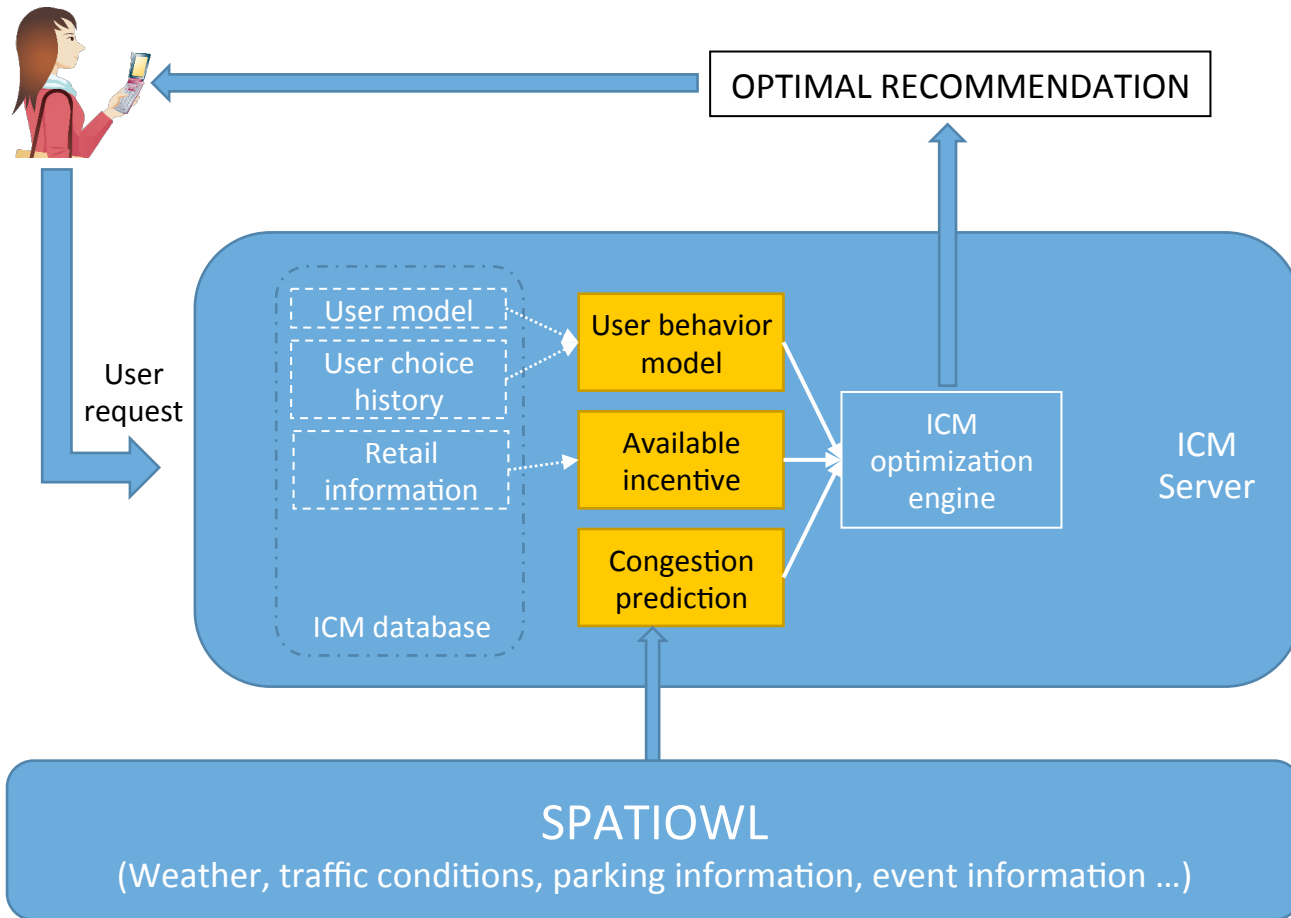 OPTIMAL RECOMMENDATION
User
request
User model
User choice
history
Retail
information
ICM database
User behavior
model
Available
incentive
Congestion
prediction
ICM
optimization
engine
ICM
Server
SPATIOWL
(Weather, traffic conditions, parking information, event information ...)